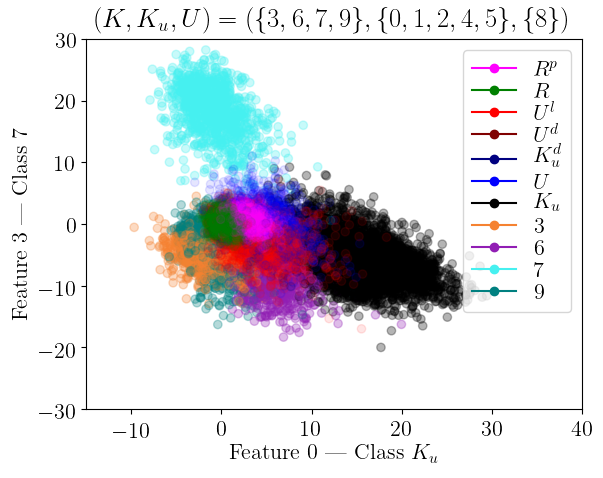 (K, K_u, U) = ({3, 6, 7, 9}, {0, 1, 2, 4, 5}, {8})
30
20
10
0
−10
−20
−30
Feature 3 — Class 7
R^p
R
U^l
U^d
K_u^d
U
K_u
3
6
7
9
−10 0 10 20 30 40
Feature 0 — Class K_u